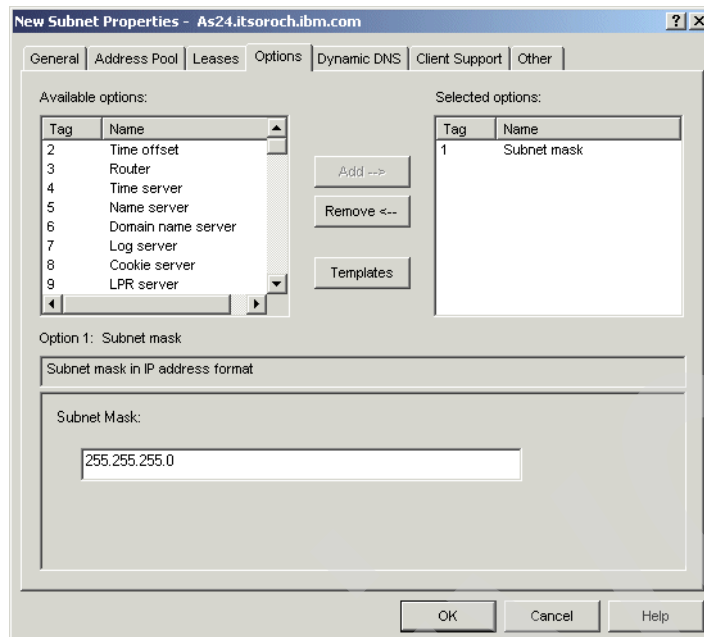 New Subnet Properties - As24.itsoroch.ibm.com
General Address Pool Leases Options Dynamic DNS Client Support Other
Available options:
Tag Name
2 Time offset
3 Router
4 Time server
5 Name server
6 Domain name server
7 Log server
8 Cookie server
9 LPR server
Add -->
Remove <--
Templates
Selected options:
Tag Name
1 Subnet mask
Option 1: Subnet mask
Subnet mask in IP address format
Subnet Mask:
255.255.255.0
OK Cancel Help